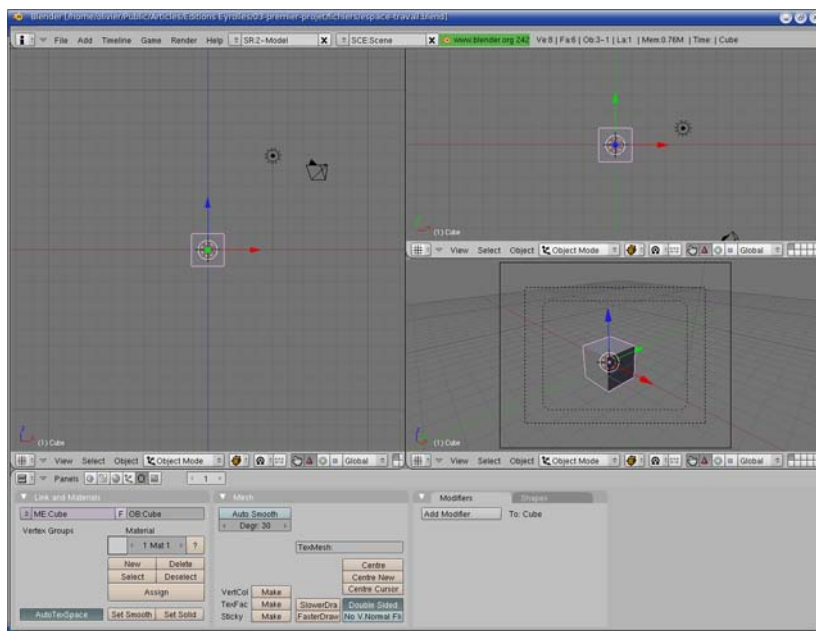 Blender [/home/olivier/Public/Articles/Editions Eyrolles/03-premier-projet/fichiers/espace-travail.blend]
File Add Timeline Game Render Help SR:2-Model X SCE:Scene X www.blender.org 242 Ve:8 | Fa:6 | Ob:3-1 | La:1 | Mem:0.76M | Time: | Cube
(1) Cube
View Select Object Object Mode Global
(1) Cube
View Select Object Object Mode Global
(1) Cube
View Select Object Object Mode Global
Panels 1
Link and Materials
ME:Cube F OB:Cube
Vertex Groups Material
1 Mat 1 ?
New Delete
Select Deselect
Assign
AutoTexSpace Set Smooth Set Solid
Mesh
Auto Smooth
Degr: 30
TexMesh:
Centre
Centre New
Centre Cursor
VertCol Make
TexFac Make SlowerDra Double Sided
Sticky Make FasterDraw No V.Normal Fli
Modifiers Shapes
Add Modifier To: Cube